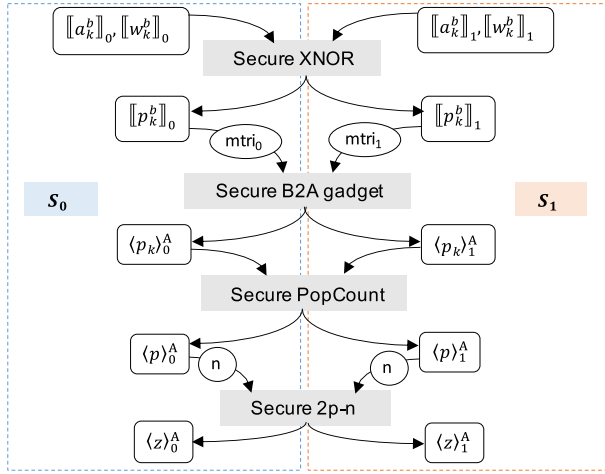 ⟦a_k^b⟧_0, ⟦w_k^b⟧_0
⟦a_k^b⟧_1, ⟦w_k^b⟧_1
Secure XNOR
⟦p_k^b⟧_0
⟦p_k^b⟧_1
mtri_0
mtri_1
Secure B2A gadget
S_0
S_1
⟨p_k⟩_0^A
⟨p_k⟩_1^A
Secure PopCount
⟨p⟩_0^A
⟨p⟩_1^A
n
n
Secure 2p-n
⟨z⟩_0^A
⟨z⟩_1^A